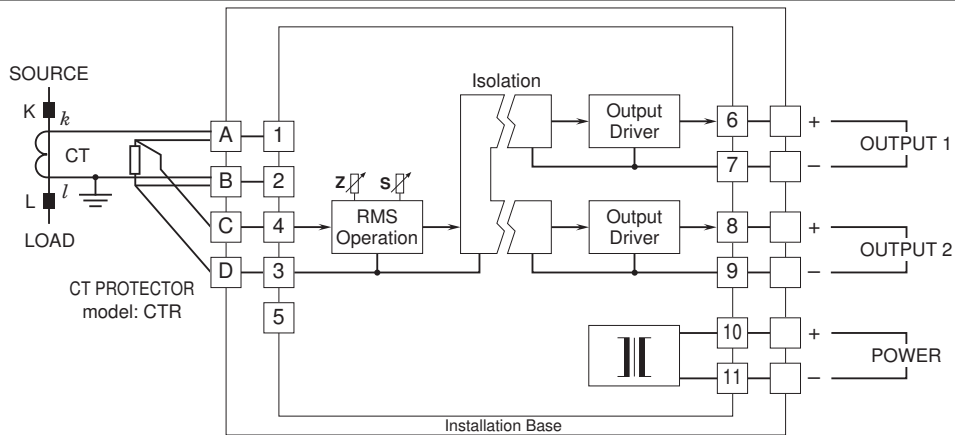 SOURCE
K
k
CT
l
L
LOAD
CT PROTECTOR
model: CTR
A
B
C
D
1
2
4
3
5
Z
S
RMS
Operation
Isolation
Output
Driver
Output
Driver
6
7
8
9
10
11
+
OUTPUT 1
–
+
OUTPUT 2
–
+
POWER
–
Installation Base